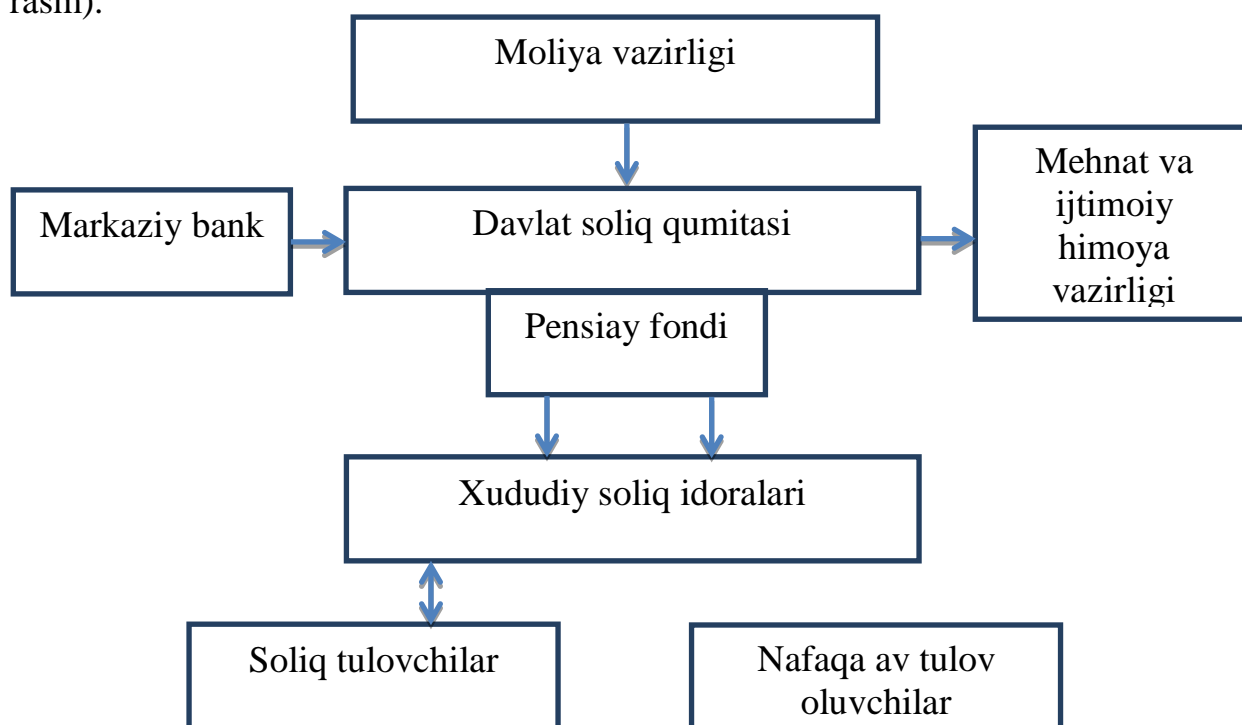 rasm).
Moliya vazirligi
Markaziy bank
Davlat soliq qumitasi
Mehnat va
ijtimoiy
himoya
vazirligi
Pensiay fondi
Xududiy soliq idoralari
Soliq tulovchilar
Nafaqa av tulov
oluvchilar